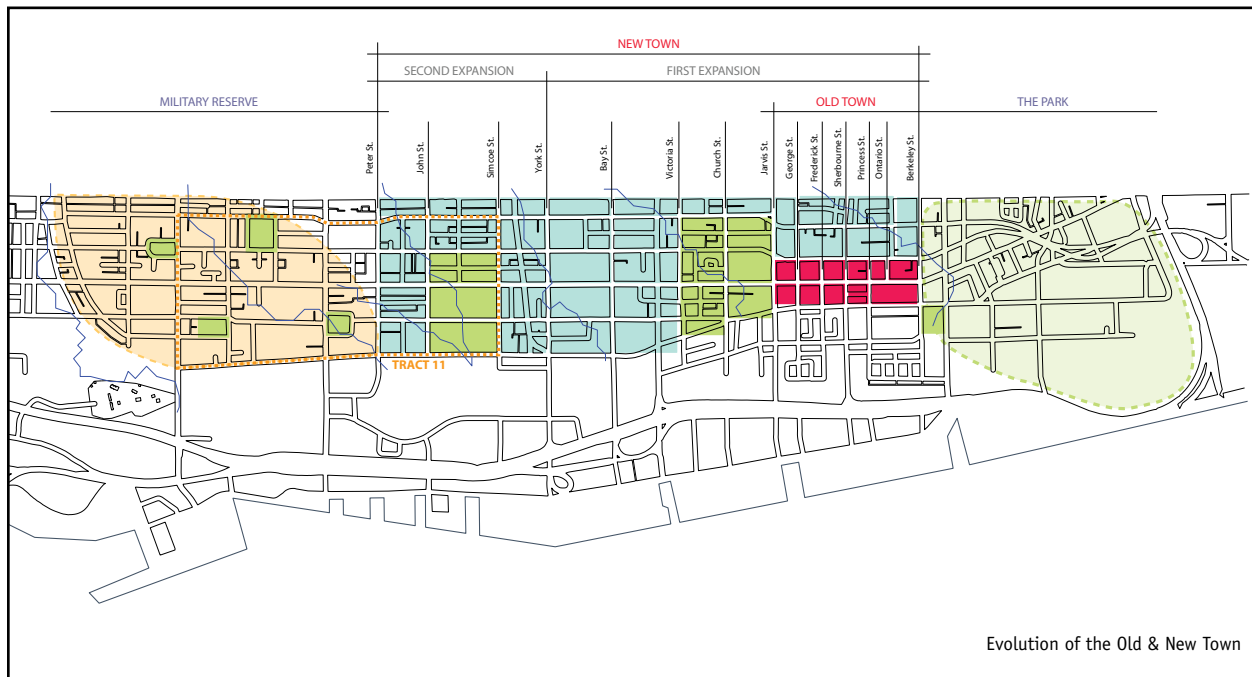 NEW TOWN
SECOND EXPANSION
FIRST EXPANSION
MILITARY RESERVE
OLD TOWN
THE PARK
Peter St.
John St.
Simcoe St.
York St.
Bay St.
Victoria St.
Church St.
Jarvis St.
George St.
Frederick St.
Sherbourne St.
Princess St.
Ontario St.
Berkeley St.
TRACT 11
Evolution of the Old & New Town